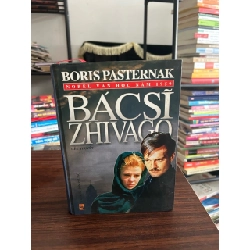 BORIS PASTERNAK
NOBEL VĂN HỌC NĂM 1958
BÁC SĨ
ZHIVAGO